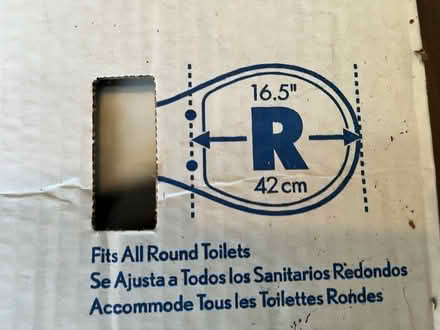 16.5"
R
42 cm
Fits All Round Toilets
Se Ajusta a Todos los Sanitarios Redondos
Accommode Tous les Toilettes Rondes